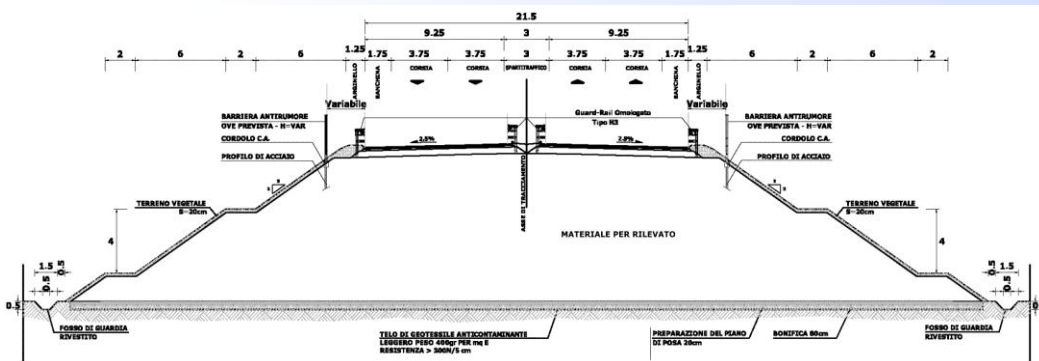 21.5
9.25 3 9.25
2 6 2 6 1.25 1.75 3.75 3.75 3 3.75 3.75 1.75 1.25 6 2 6 2
ARGINELLO
BANCHINA
CORSIA
CORSIA
SPARTITRAFFICO
CORSIA
CORSIA
BANCHINA
ARGINELLO
Variabile
Variabile
BARRIERA ANTIRUMORE
OVE PREVISTA - H=VAR
CORDOLO C.A.
PROFILO DI ACCIAIO
Guard-Rail Omologato
Tipo H3
BARRIERA ANTIRUMORE
OVE PREVISTA - H=VAR
CORDOLO C.A.
PROFILO DI ACCIAIO
2.5%
2.5%
ASSE DI TRACCIAMENTO
TERRENO VEGETALE
S=20cm
TERRENO VEGETALE
S=20cm
4
MATERIALE PER RILEVATO
4
1.5
0.5
0.5
0.5
0.5
1.5
0.5
FOSSO DI GUARDIA
RIVESTITO
TELO DI GEOTESSILE ANTICONTAMINANTE
LEGGERO PESO 400gr PER mq E
RESISTENZA > 300N/5 cm
PREPARAZIONE DEL PIANO
DI POSA 20cm
BONIFICA 80cm
FOSSO DI GUARDIA
RIVESTITO